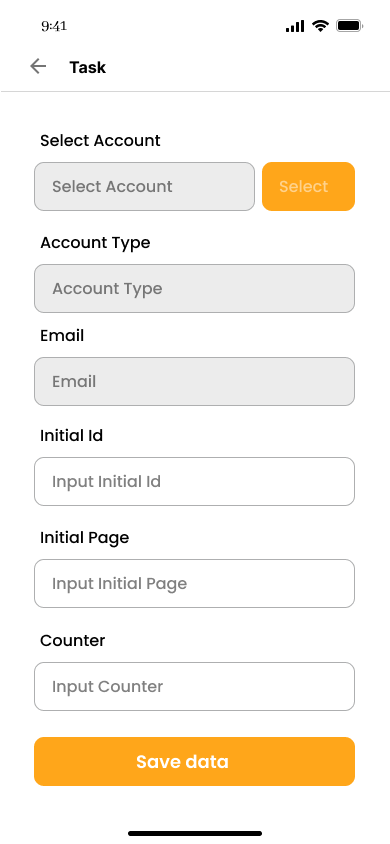 9:41
Task
Select Account
Select Account
Select
Account Type
Account Type
Email
Email
Initial Id
Input Initial Id
Initial Page
Input Initial Page
Counter
Input Counter
Save data